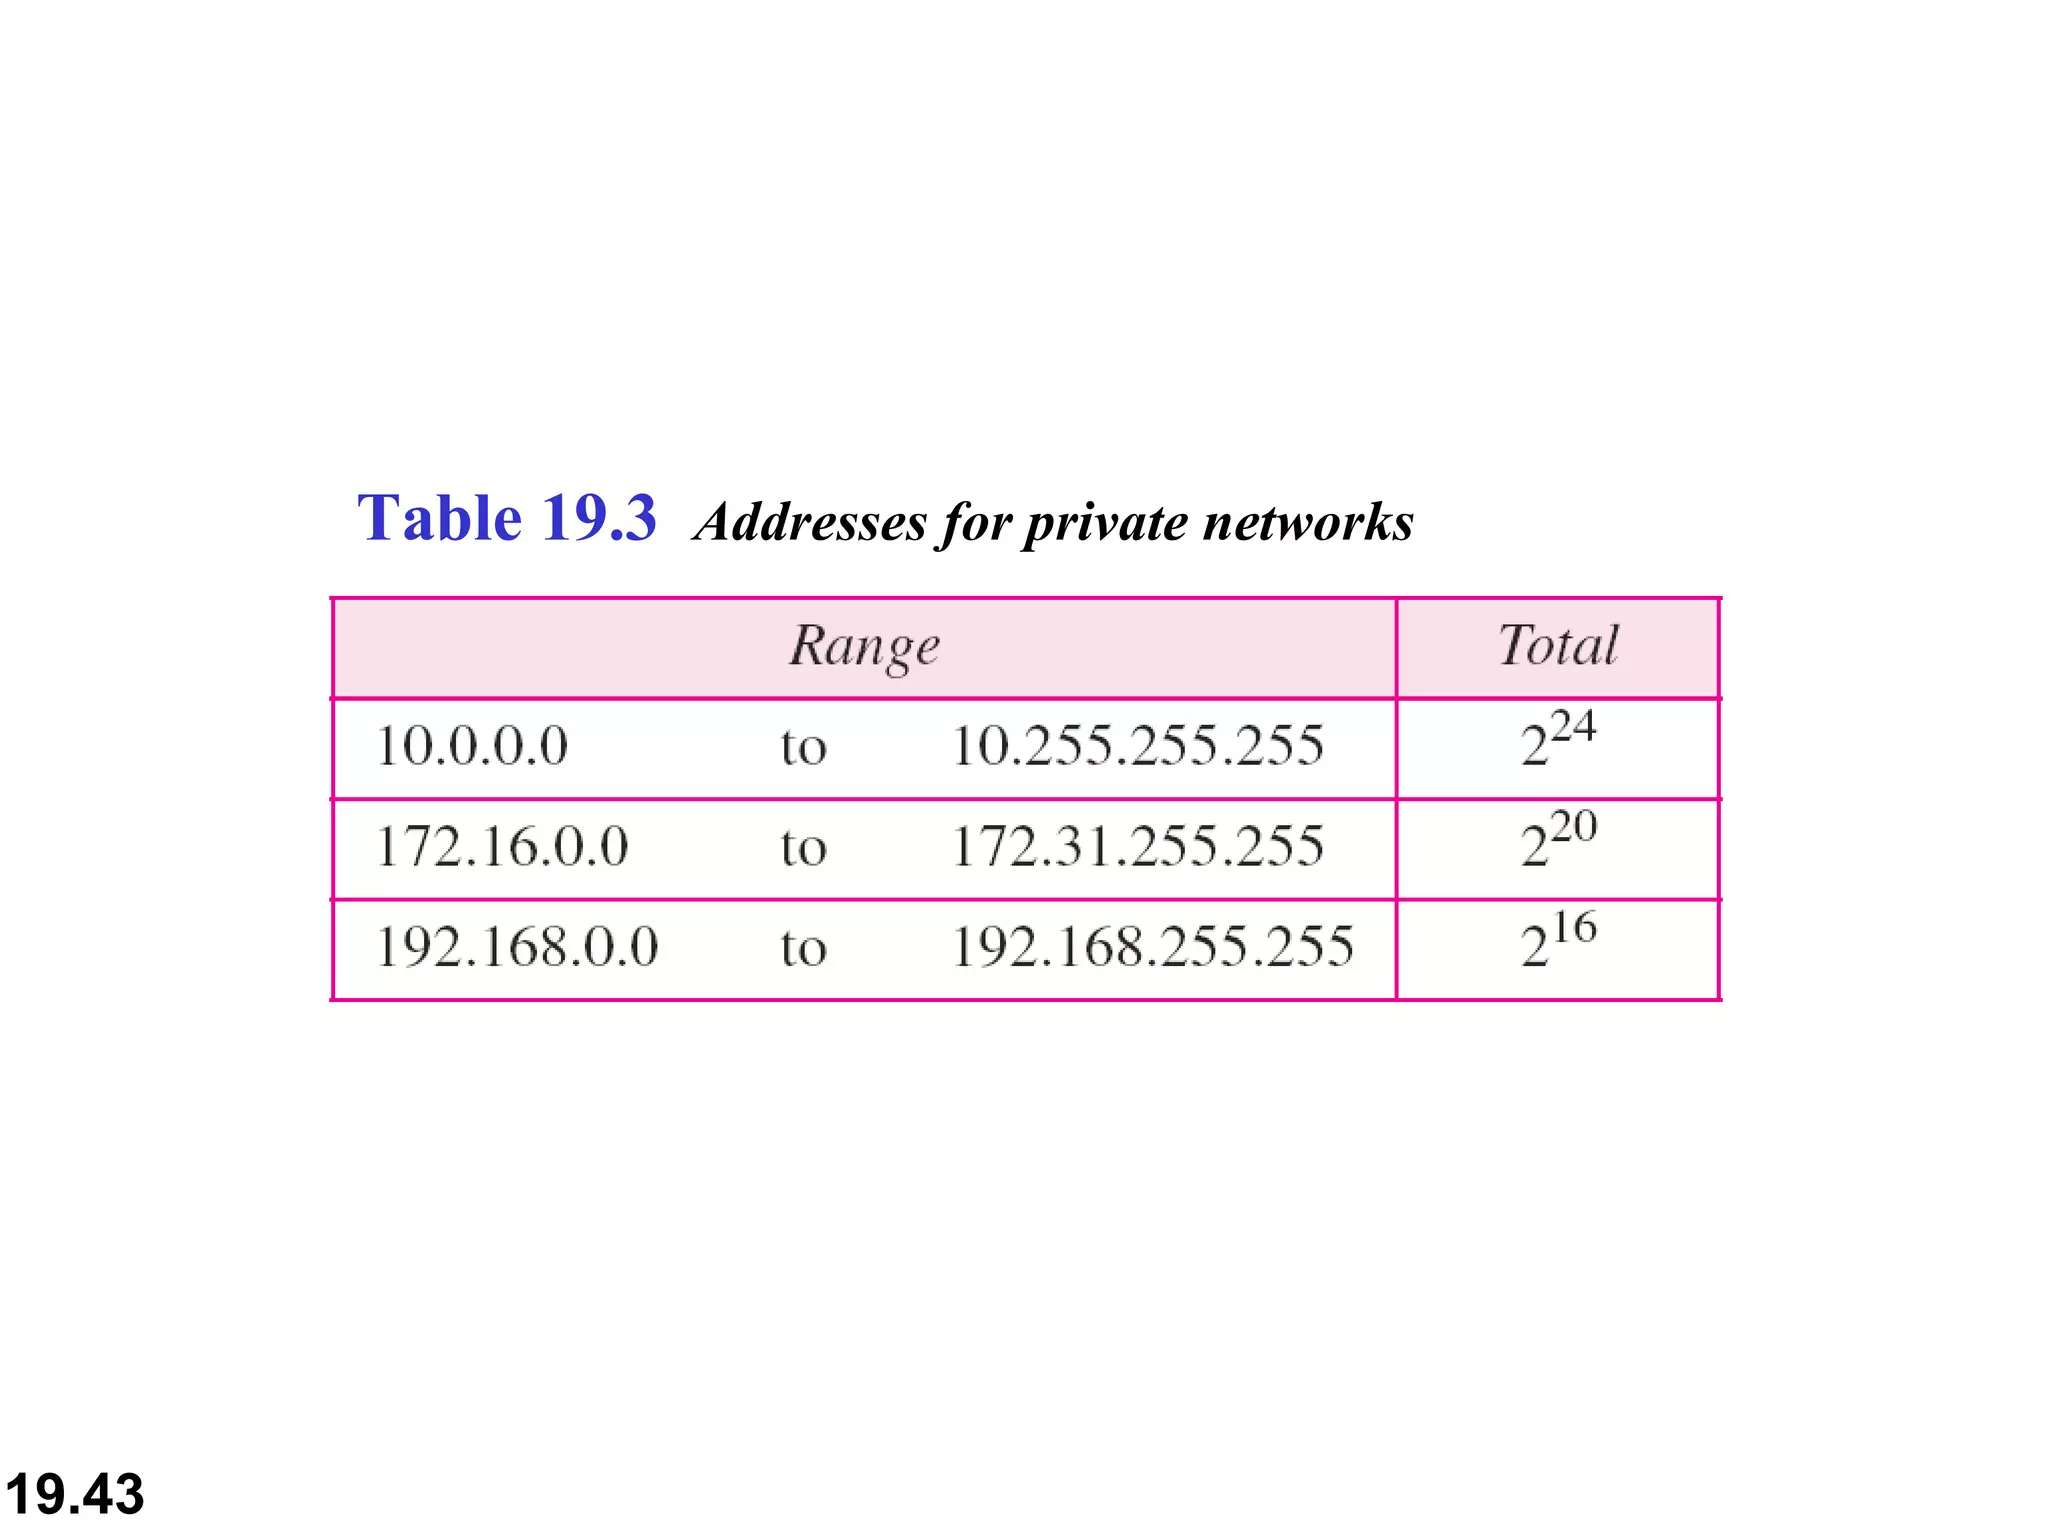 Table 19.3 Addresses for private networks
Range Total
10.0.0.0 to 10.255.255.255 2^24
172.16.0.0 to 172.31.255.255 2^20
192.168.0.0 to 192.168.255.255 2^16
19.43